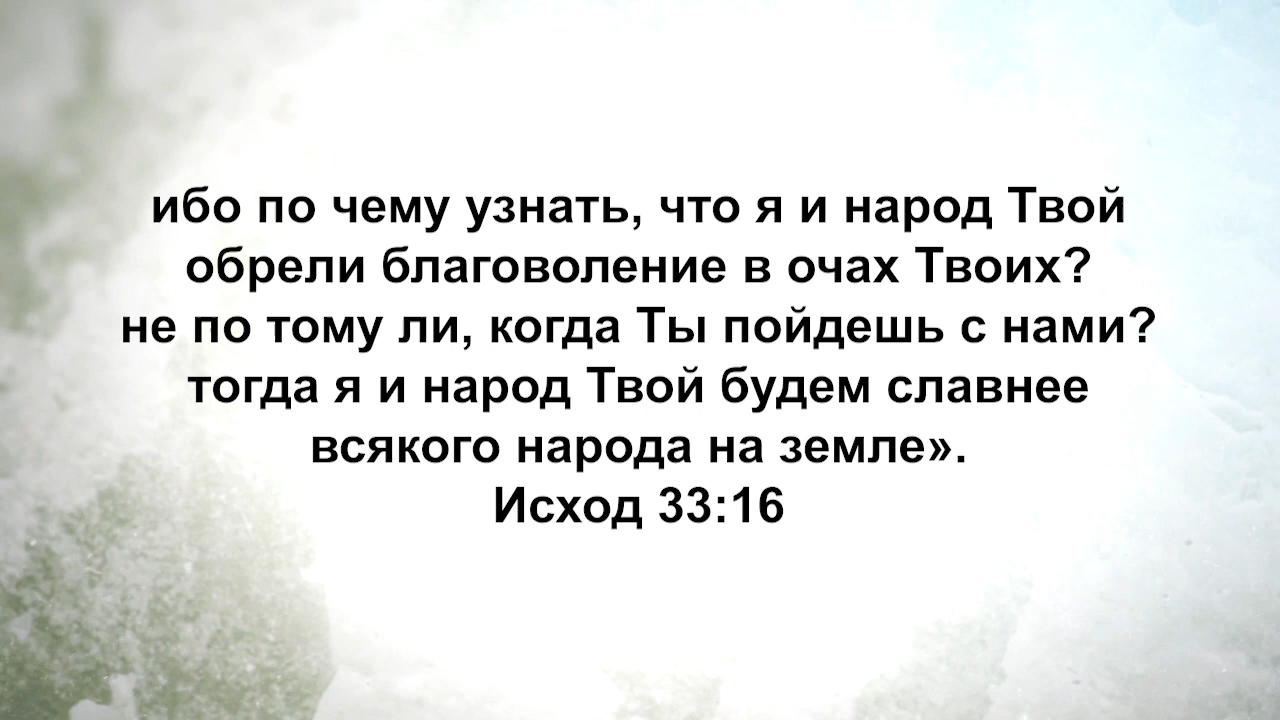 ибо по чему узнать, что я и народ Твой
обрели благоволение в очах Твоих?
не по тому ли, когда Ты пойдешь с нами?
тогда я и народ Твой будем славнее
всякого народа на земле».
Исход 33:16